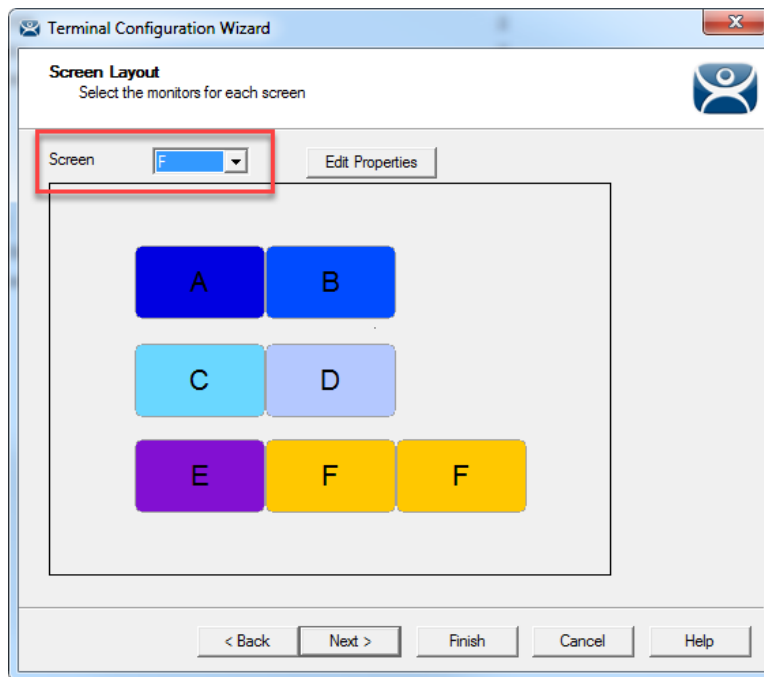 Terminal Configuration Wizard
Screen Layout
Select the monitors for each screen
Screen F Edit Properties
A B
C D
E F F
< Back Next > Finish Cancel Help